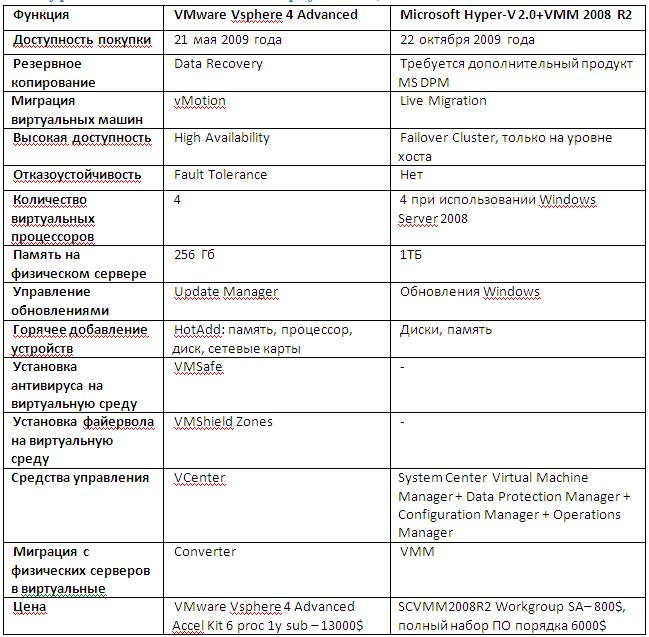 Функция VMware Vsphere 4 Advanced Microsoft Hyper-V 2.0+VMM 2008 R2
Доступность покупки 21 мая 2009 года 22 октября 2009 года
Резервное копирование Data Recovery Требуется дополнительный продукт MS DPM
Миграция виртуальных машин vMotion Live Migration
Высокая доступность High Availability Failover Cluster, только на уровне хоста
Отказоустойчивость Fault Tolerance Нет
Количество виртуальных процессоров 4 4 при использовании Windows Server 2008
Память на физическом сервере 256 Гб 1ТБ
Управление обновлениями Update Manager Обновления Windows
Горячее добавление устройств HotAdd: память, процессор, диск, сетевые карты Диски, память
Установка антивируса на виртуальную среду VMSafe -
Установка файервола на виртуальную среду VMShield Zones -
Средства управления VCenter System Center Virtual Machine Manager + Data Protection Manager + Configuration Manager + Operations Manager
Миграция с физических серверов в виртуальные Converter VMM
Цена VMware Vsphere 4 Advanced Accel Kit 6 proc 1y sub – 13000$ SCVMM2008R2 Workgroup SA– 800$, полный набор ПО порядка 6000$